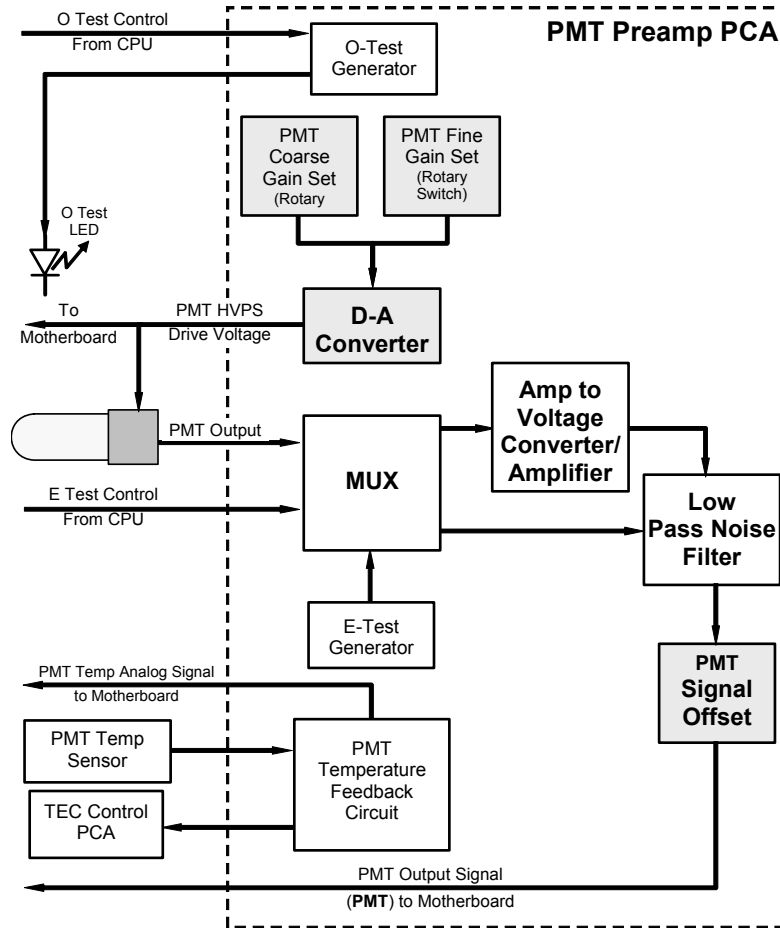 O Test Control
From CPU
PMT Preamp PCA
O-Test
Generator
PMT
Coarse
Gain Set
(Rotary
PMT Fine
Gain Set
(Rotary
Switch)
O Test
LED
To
Motherboard
PMT HVPS
Drive Voltage
D-A
Converter
Amp to
Voltage
Converter/
Amplifier
PMT Output
MUX
E Test Control
From CPU
Low
Pass Noise
Filter
E-Test
Generator
PMT
Signal
Offset
PMT Temp Analog Signal
to Motherboard
PMT Temp
Sensor
PMT
Temperature
Feedback
Circuit
TEC Control
PCA
PMT Output Signal
(PMT) to Motherboard